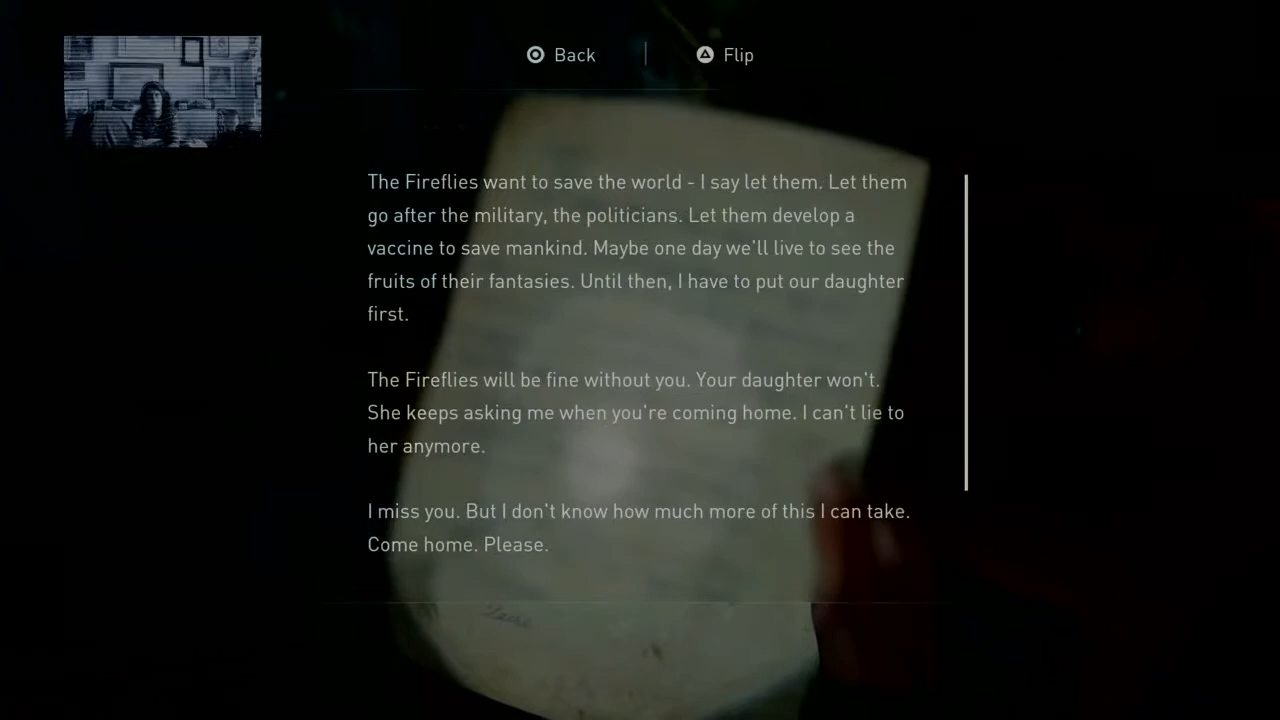 Back | Flip
The Fireflies want to save the world - I say let them. Let them
go after the military, the politicians. Let them develop a
vaccine to save mankind. Maybe one day we'll live to see the
fruits of their fantasies. Until then, I have to put our daughter
first.
The Fireflies will be fine without you. Your daughter won't.
She keeps asking me when you're coming home. I can't lie to
her anymore.
I miss you. But I don't know how much more of this I can take.
Come home. Please.